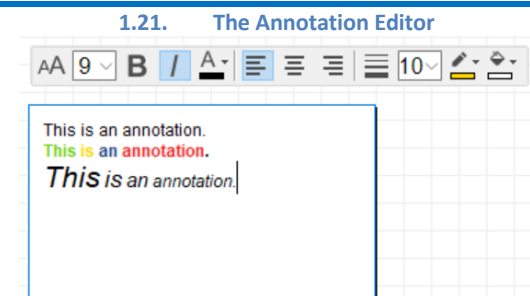 1.21. The Annotation Editor
AA 9 B I A 10
This is an annotation.
This is an annotation.
This is an annotation.